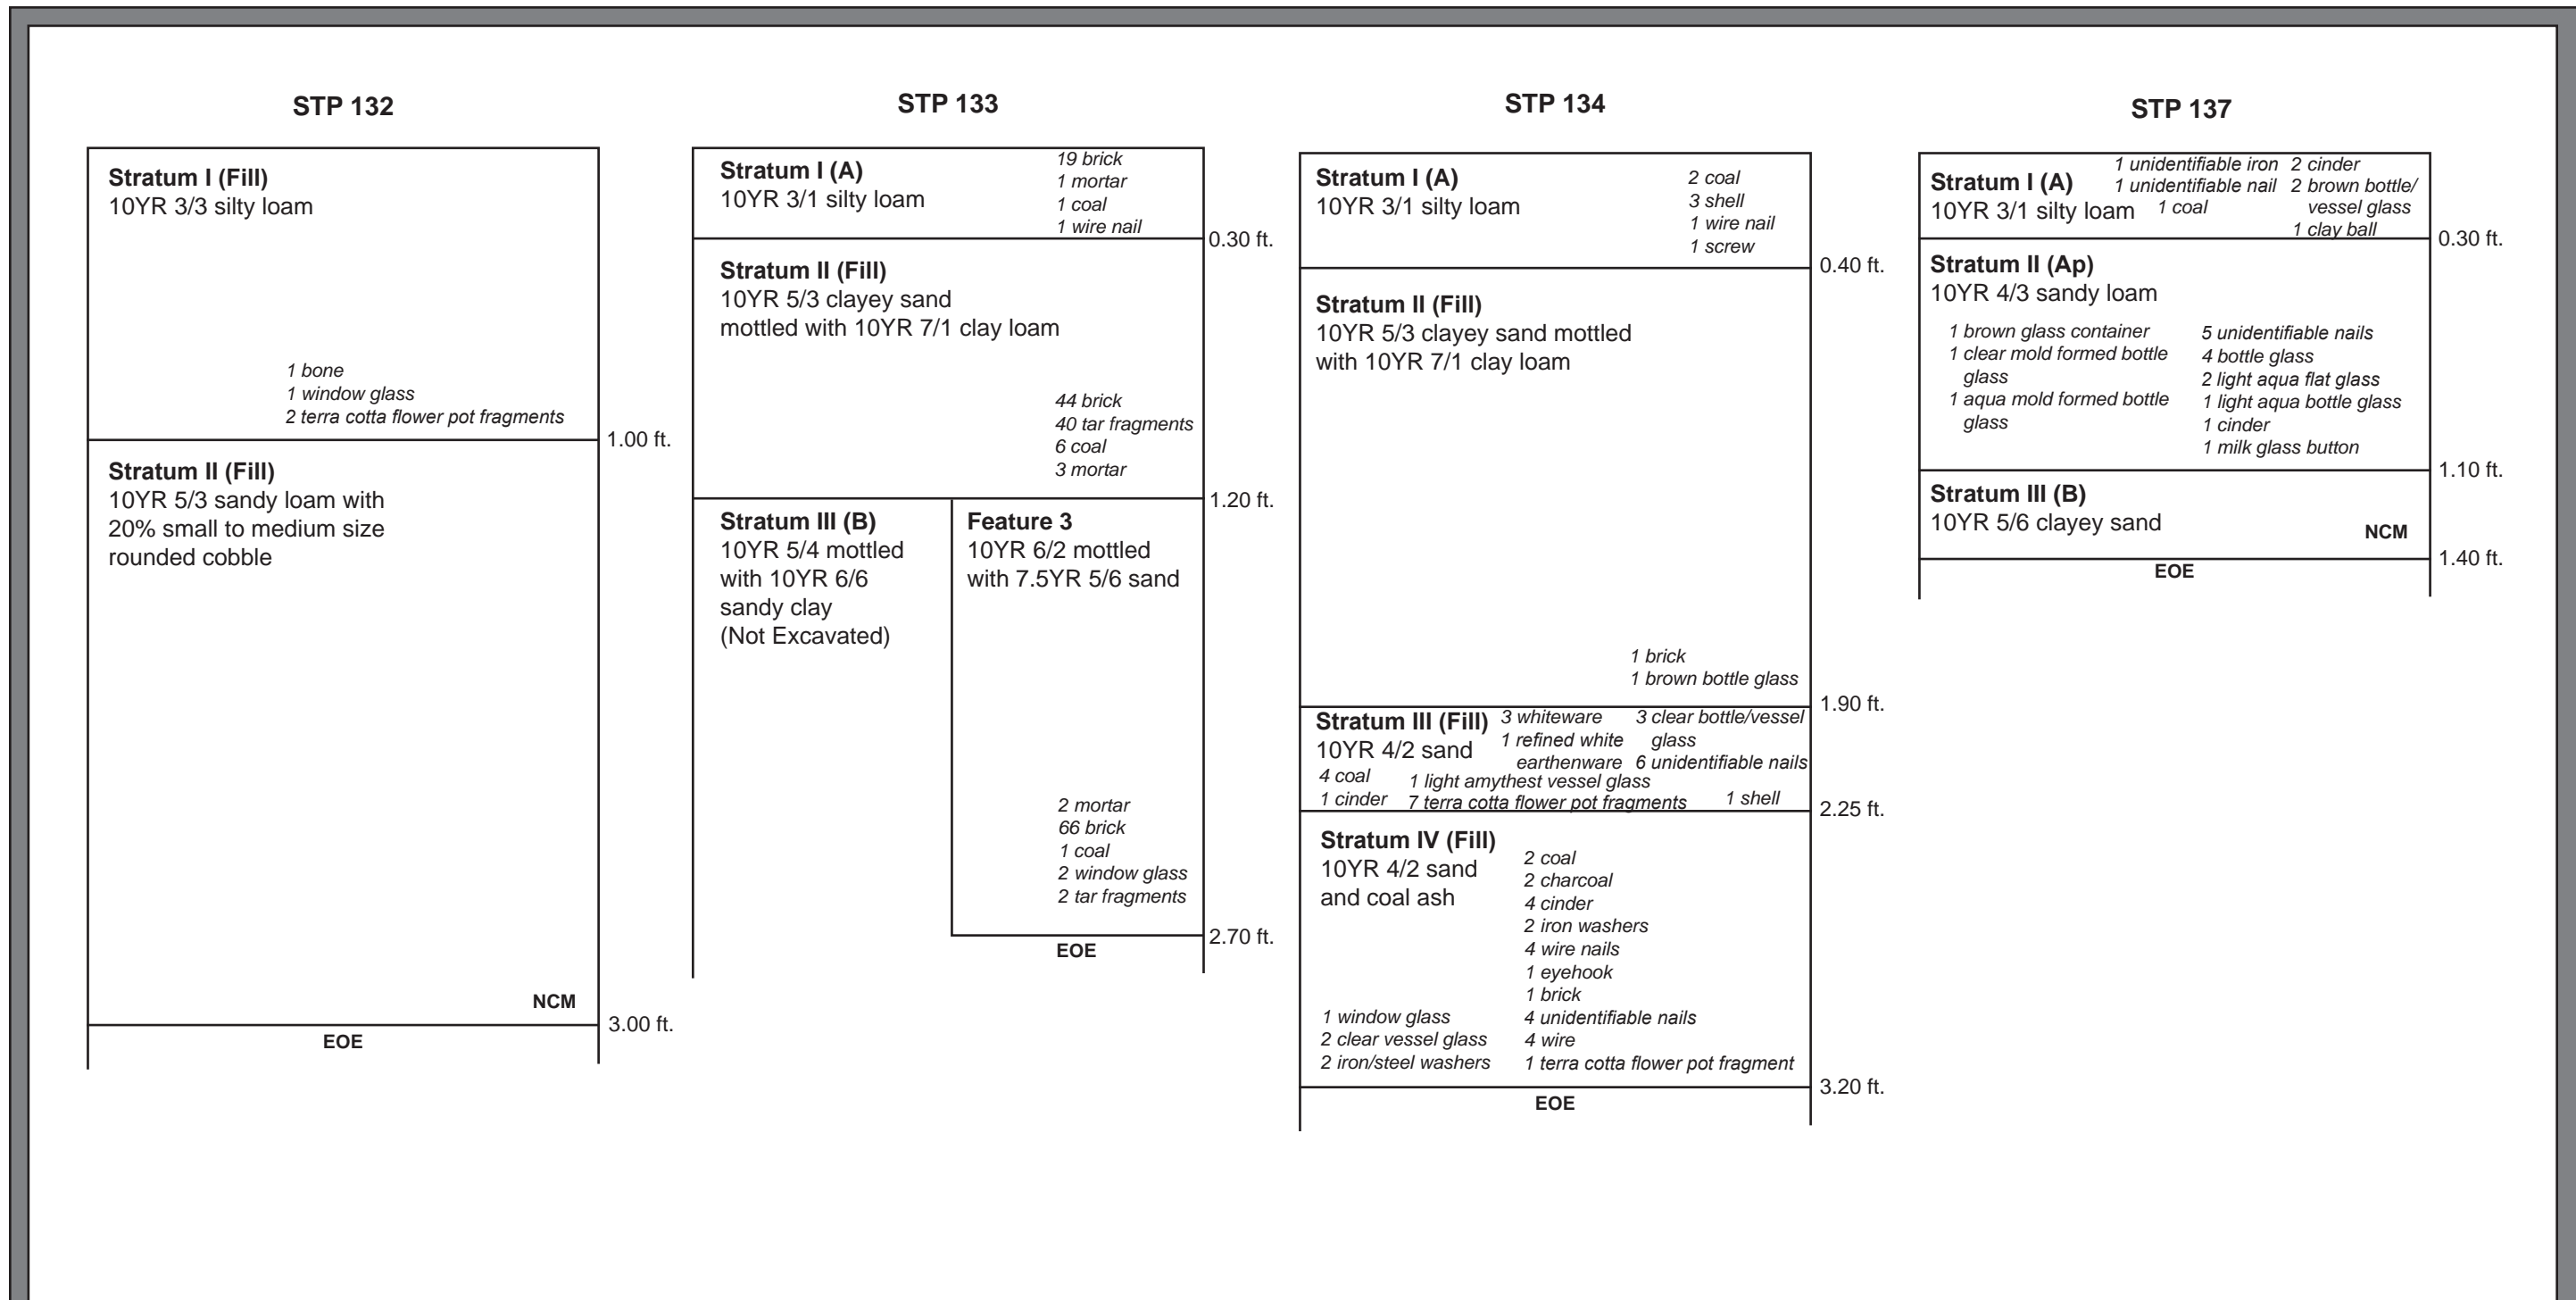 STP 132
Stratum I (Fill)
10YR 3/3 silty loam
1 bone
1 window glass
2 terra cotta flower pot fragments
1.00 ft.
Stratum II (Fill)
10YR 5/3 sandy loam with
20% small to medium size
rounded cobble
NCM
3.00 ft.
EOE
STP 133
Stratum I (A)
10YR 3/1 silty loam
19 brick
1 mortar
1 coal
1 wire nail
0.30 ft.
Stratum II (Fill)
10YR 5/3 clayey sand
mottled with 10YR 7/1 clay loam
44 brick
40 tar fragments
6 coal
3 mortar
1.20 ft.
Stratum III (B)
10YR 5/4 mottled
with 10YR 6/6
sandy clay
(Not Excavated)
Feature 3
10YR 6/2 mottled
with 7.5YR 5/6 sand
2 mortar
66 brick
1 coal
2 window glass
2 tar fragments
2.70 ft.
EOE
STP 134
Stratum I (A)
10YR 3/1 silty loam
2 coal
3 shell
1 wire nail
1 screw
0.40 ft.
Stratum II (Fill)
10YR 5/3 clayey sand mottled
with 10YR 7/1 clay loam
1 brick
1 brown bottle glass
1.90 ft.
Stratum III (Fill)
10YR 4/2 sand
3 whiteware
1 refined white
earthenware
3 clear bottle/vessel
glass
6 unidentifiable nails
4 coal
1 cinder
1 light amythest vessel glass
7 terra cotta flower pot fragments
1 shell
2.25 ft.
Stratum IV (Fill)
10YR 4/2 sand
and coal ash
2 coal
2 charcoal
4 cinder
2 iron washers
4 wire nails
1 eyehook
1 brick
4 unidentifiable nails
4 wire
1 terra cotta flower pot fragment
1 window glass
2 clear vessel glass
2 iron/steel washers
3.20 ft.
EOE
STP 137
Stratum I (A)
10YR 3/1 silty loam
1 unidentifiable iron
1 unidentifiable nail
1 coal
2 cinder
2 brown bottle/
vessel glass
1 clay ball
0.30 ft.
Stratum II (Ap)
10YR 4/3 sandy loam
1 brown glass container
1 clear mold formed bottle
glass
1 aqua mold formed bottle
glass
5 unidentifiable nails
4 bottle glass
2 light aqua flat glass
1 light aqua bottle glass
1 cinder
1 milk glass button
1.10 ft.
Stratum III (B)
10YR 5/6 clayey sand
NCM
1.40 ft.
EOE